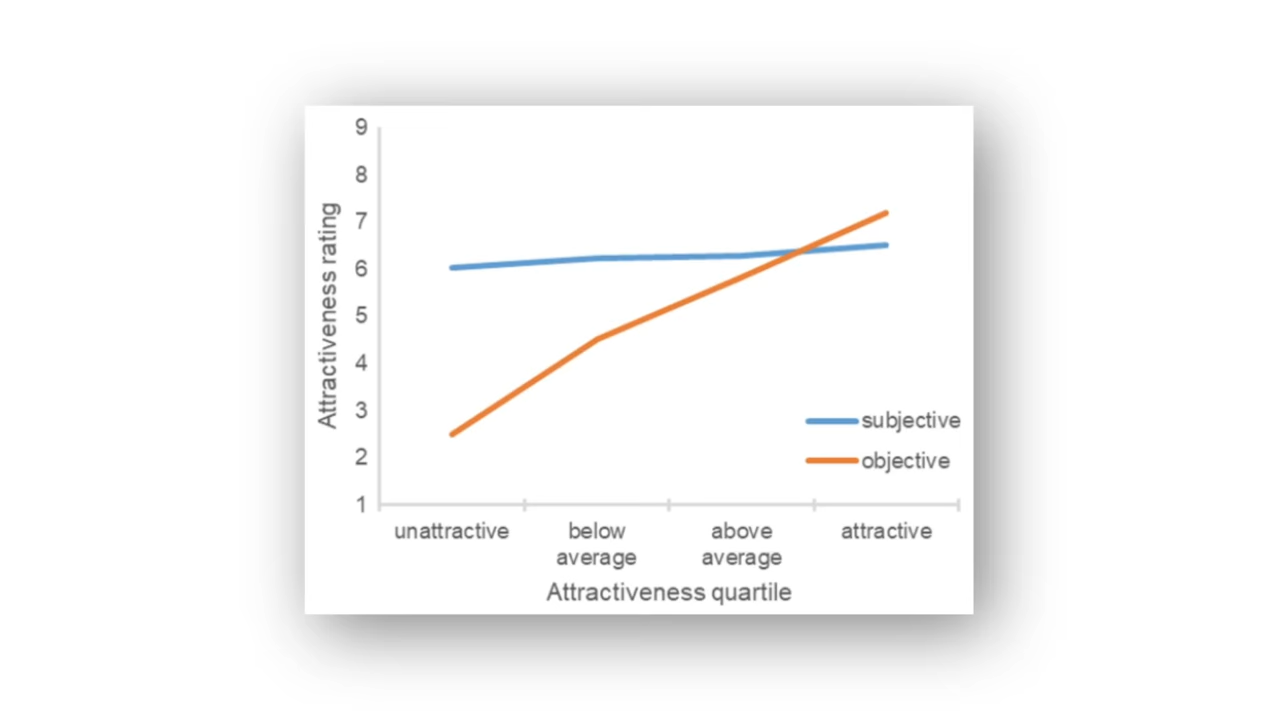 9
8
7
6
5
4
3
2
1
Attractiveness rating
subjective
objective
unattractive
below
average
above
average
attractive
Attractiveness quartile